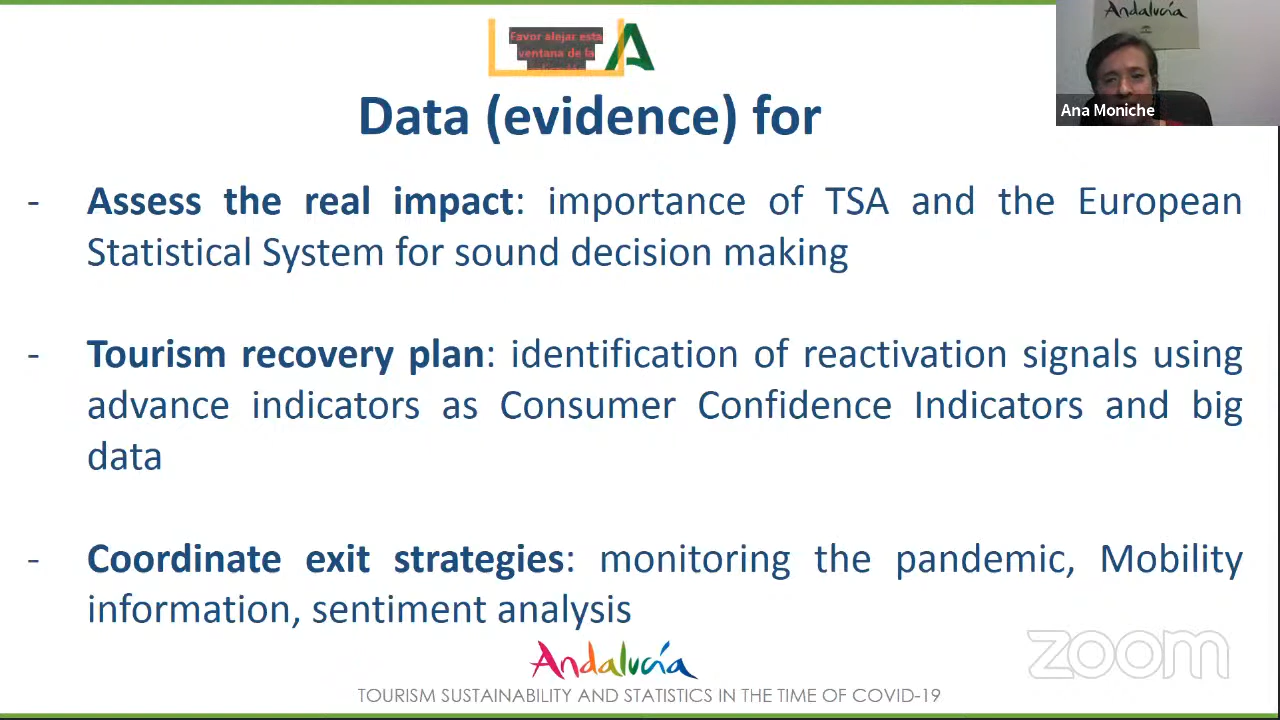 Andalucía
Favor alejar esta
ventana de la
Ana Moniche
Data (evidence) for
- Assess the real impact: importance of TSA and the European
Statistical System for sound decision making
- Tourism recovery plan: identification of reactivation signals using
advance indicators as Consumer Confidence Indicators and big
data
- Coordinate exit strategies: monitoring the pandemic, Mobility
information, sentiment analysis
Andalucía
zoom
TOURISM SUSTAINABILITY AND STATISTICS IN THE TIME OF COVID-19